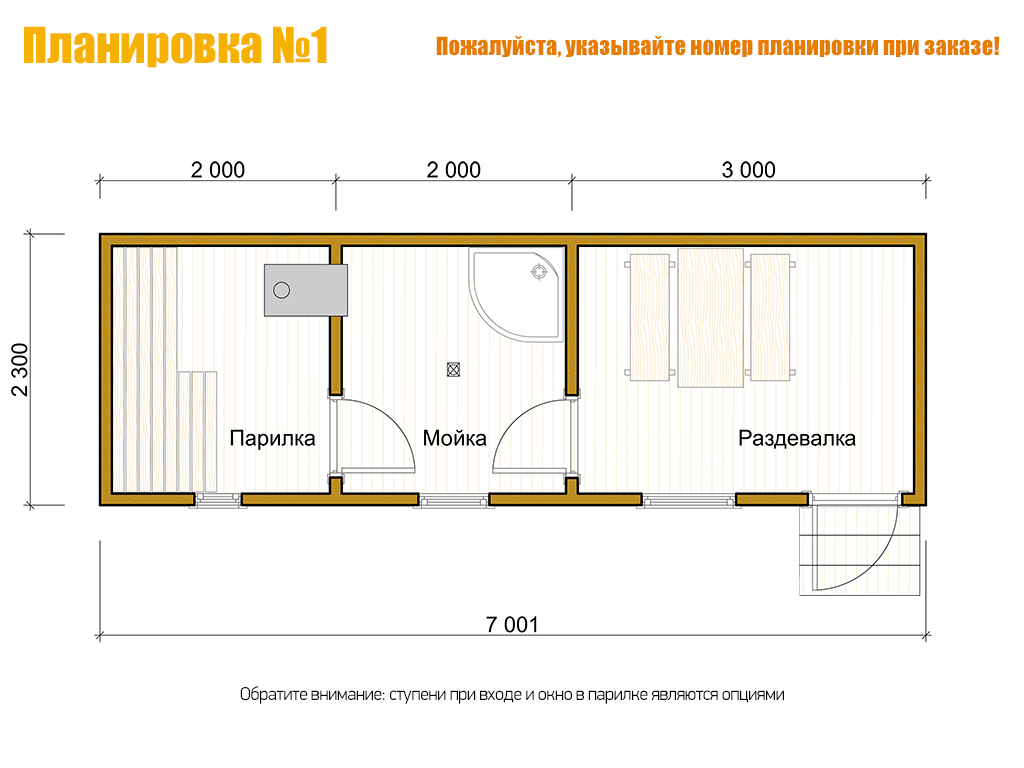 Планировка №1
Пожалуйста, указывайте номер планировки при заказе!
2 000
2 000
3 000
2 300
Парилка
Мойка
Раздевалка
7 001
Обратите внимание: ступени при входе и окно в парилке являются опциями